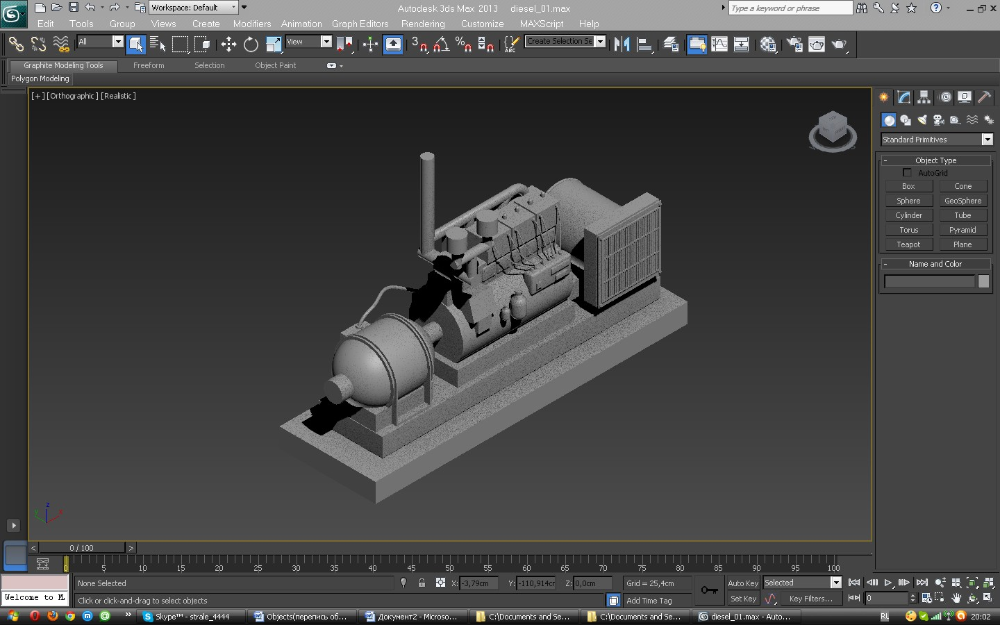 Workspace: Default
Autodesk 3ds Max 2013 diesel_01.max
Type a keyword or phrase
Edit Tools Group Views Create Modifiers Animation Graph Editors Rendering Customize MAXScript Help
All
View
3
%
ABC
Create Selection Se
Graphite Modeling Tools Freeform Selection Object Paint
Polygon Modeling
[+] [Orthographic] [Realistic]
Standard Primitives
- Object Type
AutoGrid
Box Cone
Sphere GeoSphere
Cylinder Tube
Torus Pyramid
Teapot Plane
- Name and Color
z
y x
< 0 / 100 >
0 5 10 15 20 25 30 35 40 45 50 55 60 65 70 75 80 85 90 95 100
None Selected X: -3,79cm Y: -110,914cm Z: 0,0cm Grid = 25,4cm Auto Key Selected
Welcome to M Click or click-and-drag to select objects Add Time Tag Set Key Key Filters... 0
Skype™ - strale_4444 Objects(перепись об... Документ2 - Microso... C:\Documents and Se... C:\Documents and Se... diesel_01.max - Auto... RU 20:02